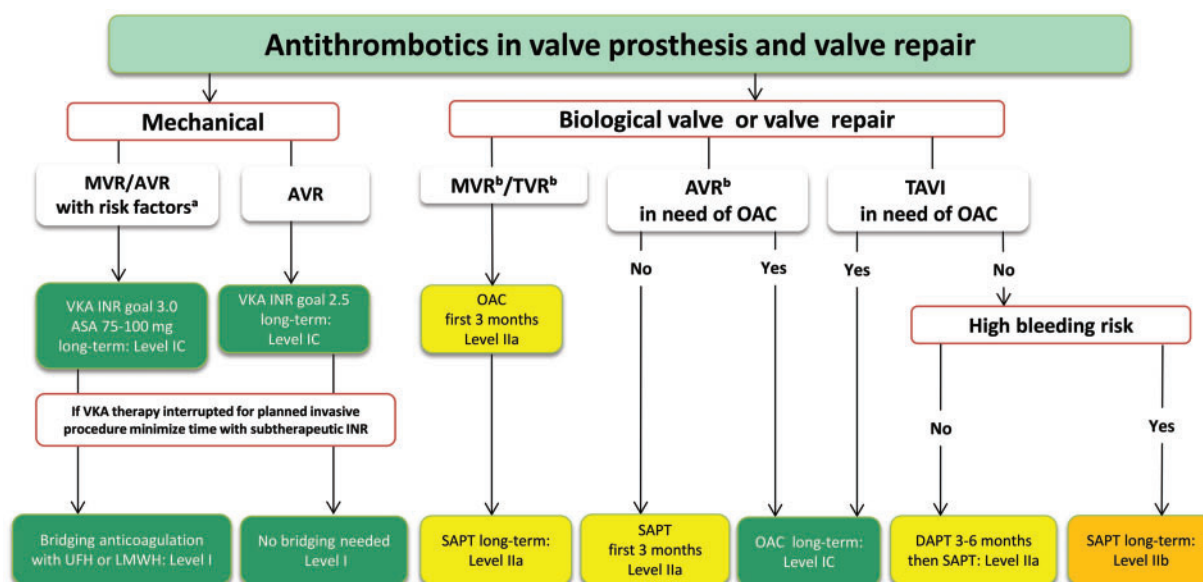 Antithrombotics in valve prosthesis and valve repair
Mechanical
Biological valve or valve repair
MVR/AVR
with risk factorsᵃ
AVR
MVRᵇ/TVRᵇ
AVRᵇ
in need of OAC
TAVI
in need of OAC
No
Yes
Yes
No
VKA INR goal 3.0
ASA 75-100 mg
long-term: Level IC
VKA INR goal 2.5
long-term:
Level IC
OAC
first 3 months
Level IIa
High bleeding risk
If VKA therapy interrupted for planned invasive
procedure minimize time with subtherapeutic INR
No
Yes
Bridging anticoagulation
with UFH or LMWH: Level I
No bridging needed
Level I
SAPT long-term:
Level IIa
SAPT
first 3 months
Level IIa
OAC long-term:
Level IC
DAPT 3-6 months
then SAPT: Level IIa
SAPT long-term:
Level IIb